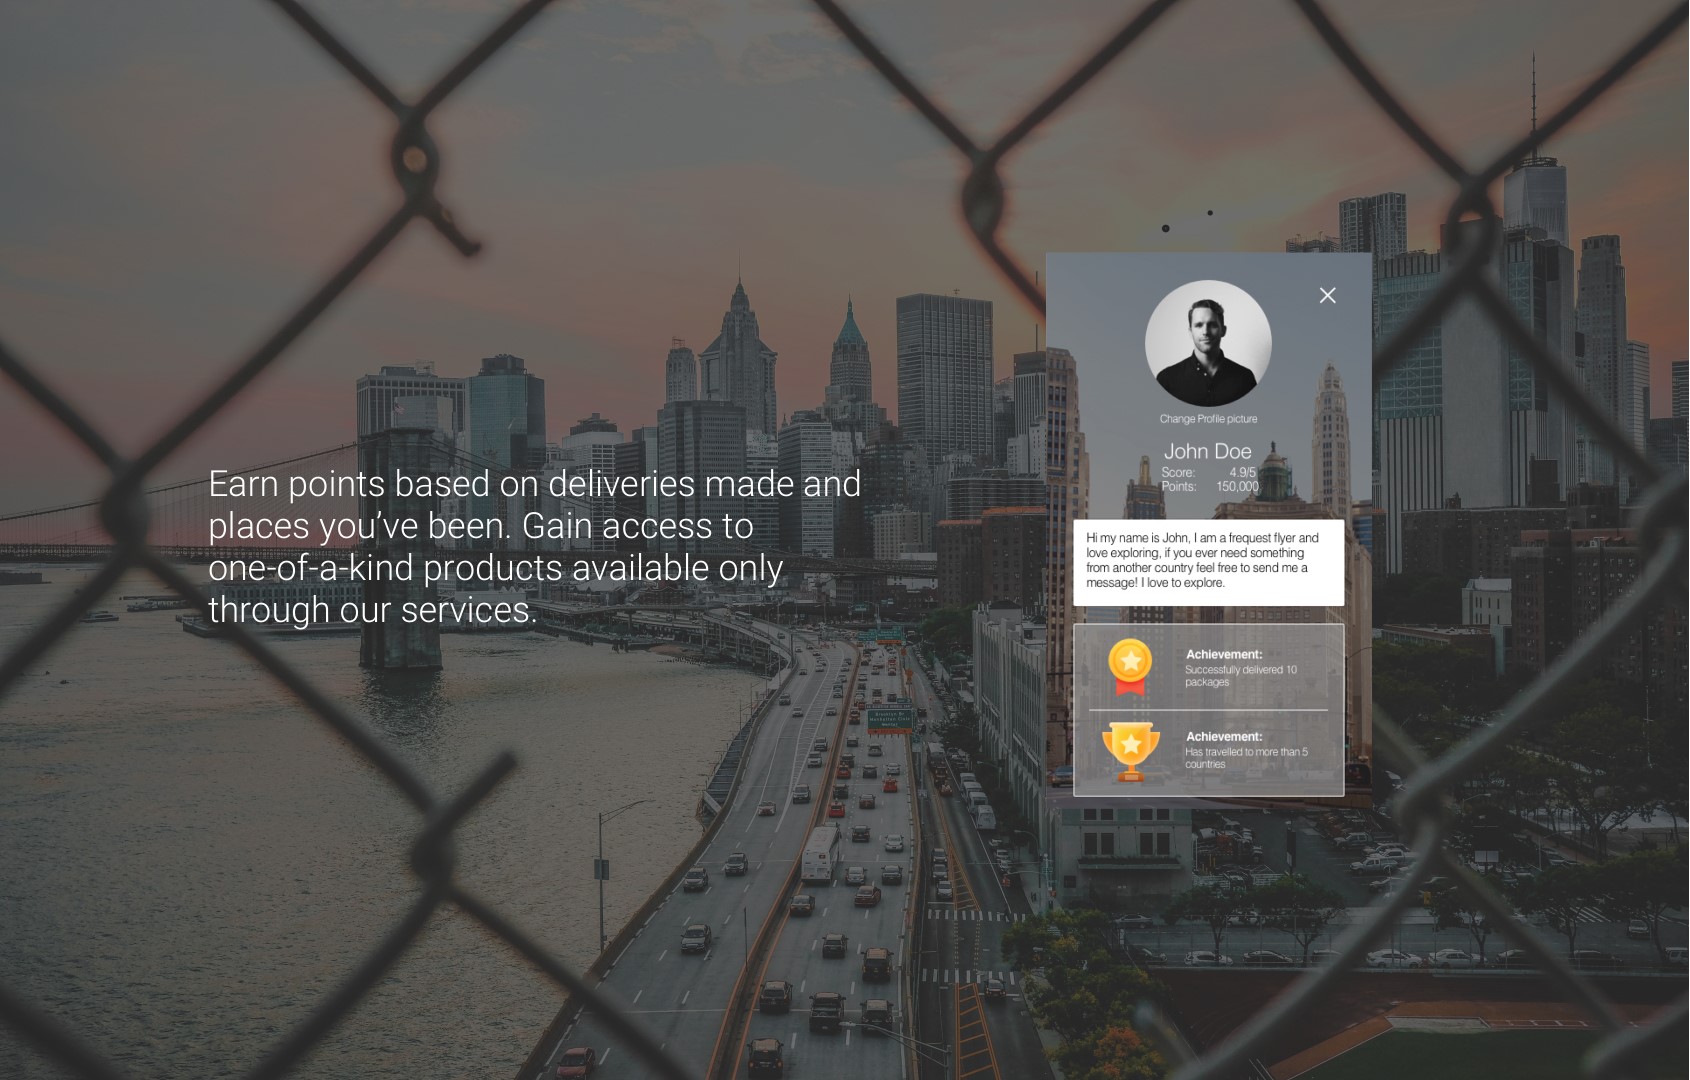 Earn points based on deliveries made and
places you've been. Gain access to
one-of-a-kind products available only
through our services.
Change Profile picture
John Doe
Score: 4.9/5
Points: 150,000
Hi my name is John, I am a frequest flyer and
love exploring, if you ever need something
from another country feel free to send me a
message! I love to explore.
Achievement:
Successfully delivered 10
packages
Achievement:
Has travelled to more than 5
countries
Brooklyn Br
Manhattan Civic